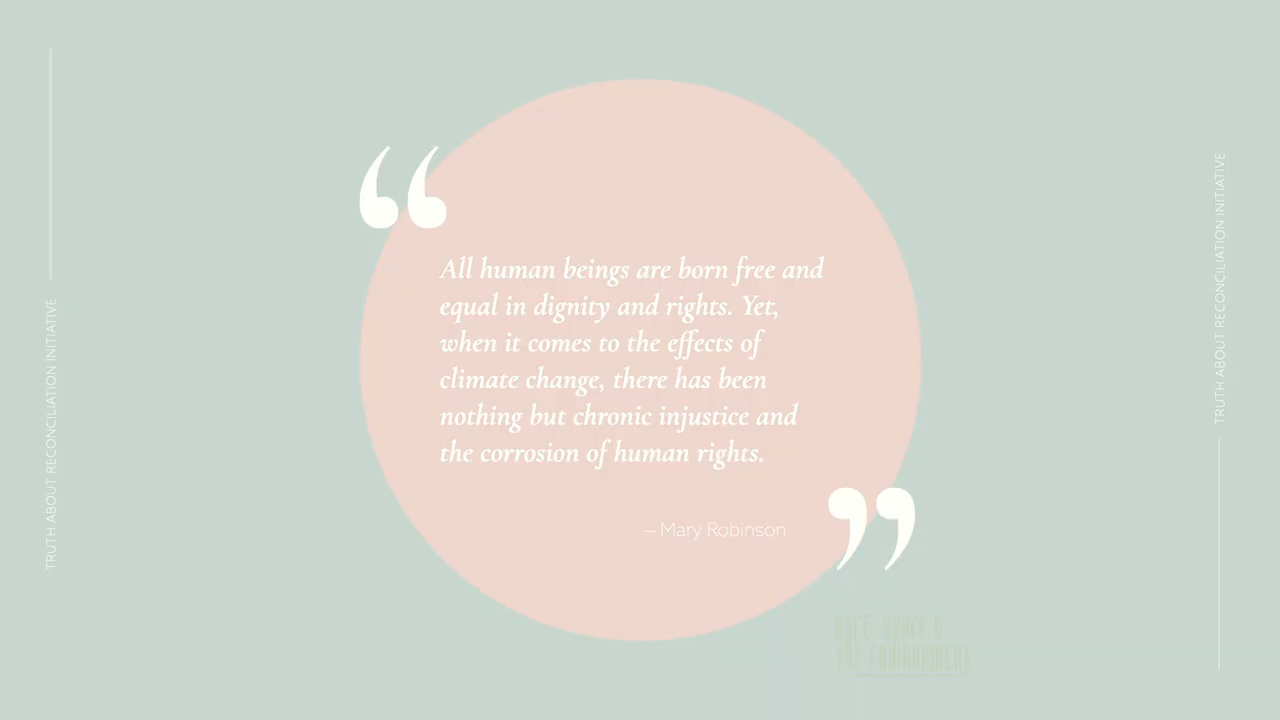 TRUTH ABOUT RECONCILIATION INITIATIVE
“
All human beings are born free and
equal in dignity and rights. Yet,
when it comes to the effects of
climate change, there has been
nothing but chronic injustice and
the corrosion of human rights.
”
– Mary Robinson
TRUTH ABOUT RECONCILIATION INITIATIVE
THE ENVIRONMENT